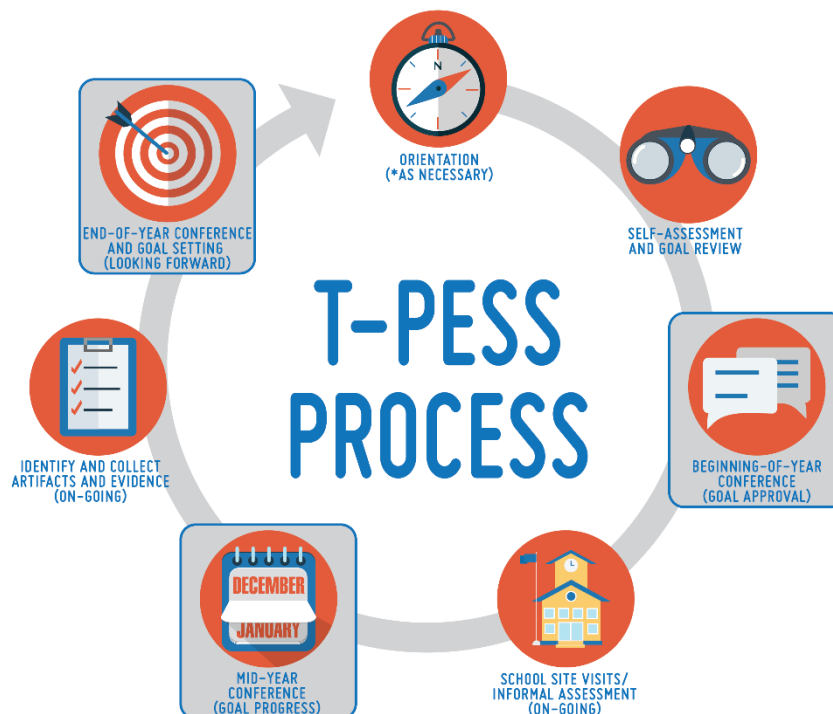 N
ORIENTATION
(*AS NECESSARY)
SELF-ASSESSMENT
AND GOAL REVIEW
END-OF-YEAR CONFERENCE
AND GOAL SETTING
(LOOKING FORWARD)
T-PESS
PROCESS
BEGINNING-OF-YEAR
CONFERENCE
(GOAL APPROVAL)
IDENTIFY AND COLLECT
ARTIFACTS AND EVIDENCE
(ON-GOING)
DECEMBER
JANUARY
MID-YEAR
CONFERENCE
(GOAL PROGRESS)
SCHOOL SITE VISITS/
INFORMAL ASSESSMENT
(ON-GOING)